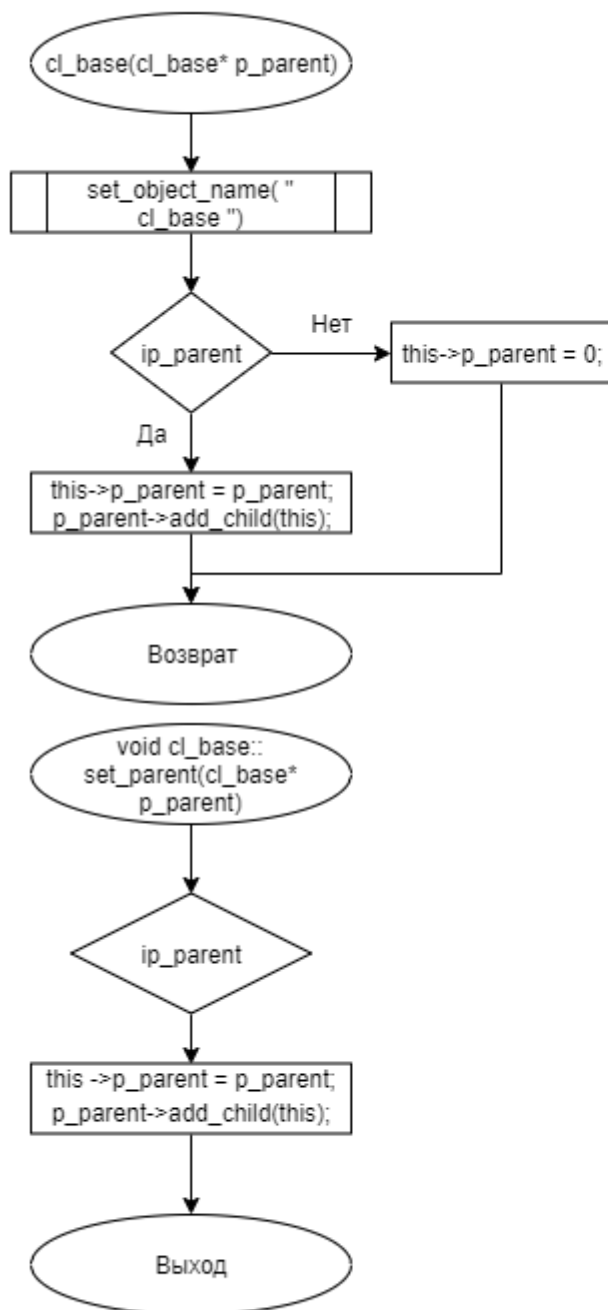 cl_base(cl_base* p_parent)
set_object_name( "
cl_base ")
ip_parent
Нет
this->p_parent = 0;
Да
this->p_parent = p_parent;
p_parent->add_child(this);
Возврат
void cl_base::
set_parent(cl_base*
p_parent)
ip_parent
this ->p_parent = p_parent;
p_parent->add_child(this);
Выход